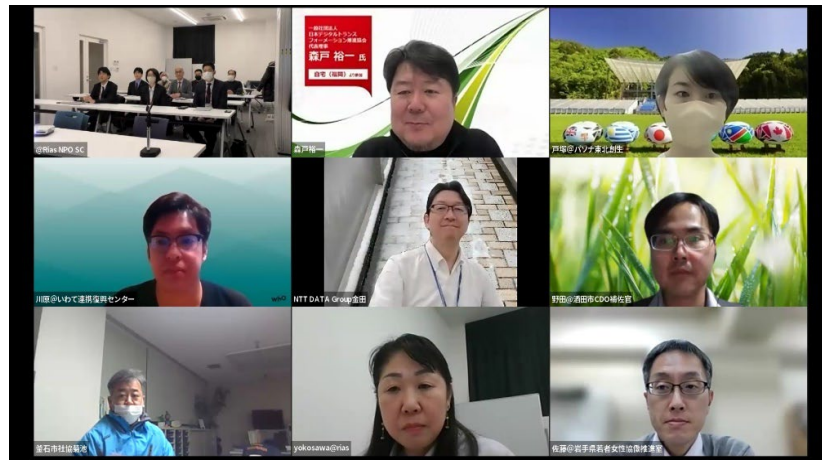 @Rias NPO SC
一般社団法人
日本デジタルトランス
フォーメーション推進協会
代表理事
森戸 裕一 氏
自宅(福岡)より参加
森戸裕一
戸塚@パソナ東北創生
川原@いわて連携復興センター
NTT DATA Group金田
野田@酒田市CDO補佐官
釜石市社協菊池
yokosawa@rias
佐藤@岩手県若者女性協働推進室